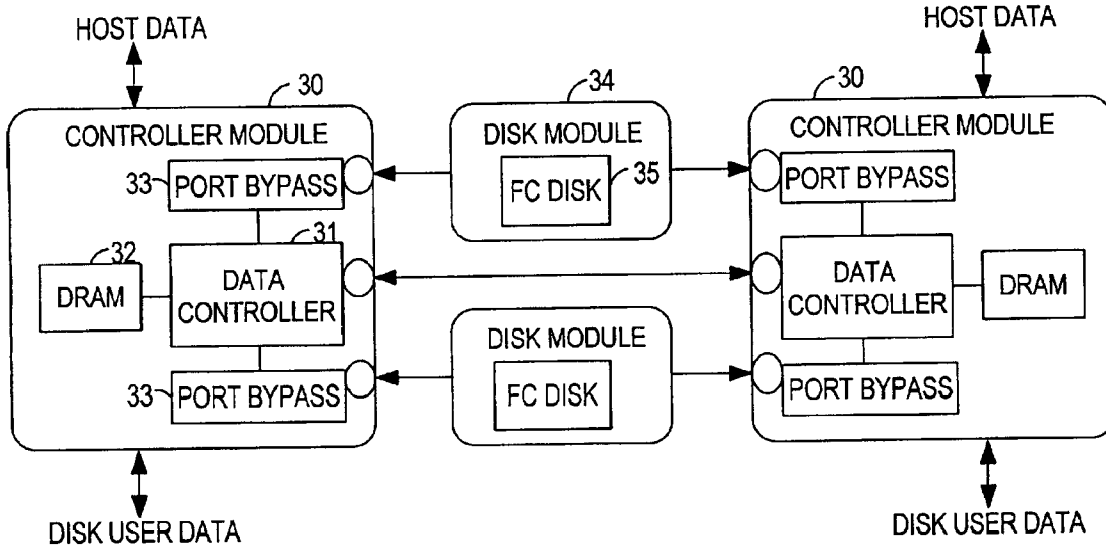 HOST DATA
HOST DATA
30
34
30
CONTROLLER MODULE
DISK MODULE
CONTROLLER MODULE
33
PORT BYPASS
FC DISK
35
PORT BYPASS
31
32
DRAM
DATA
CONTROLLER
DATA
CONTROLLER
DRAM
DISK MODULE
33
PORT BYPASS
FC DISK
PORT BYPASS
DISK USER DATA
DISK USER DATA